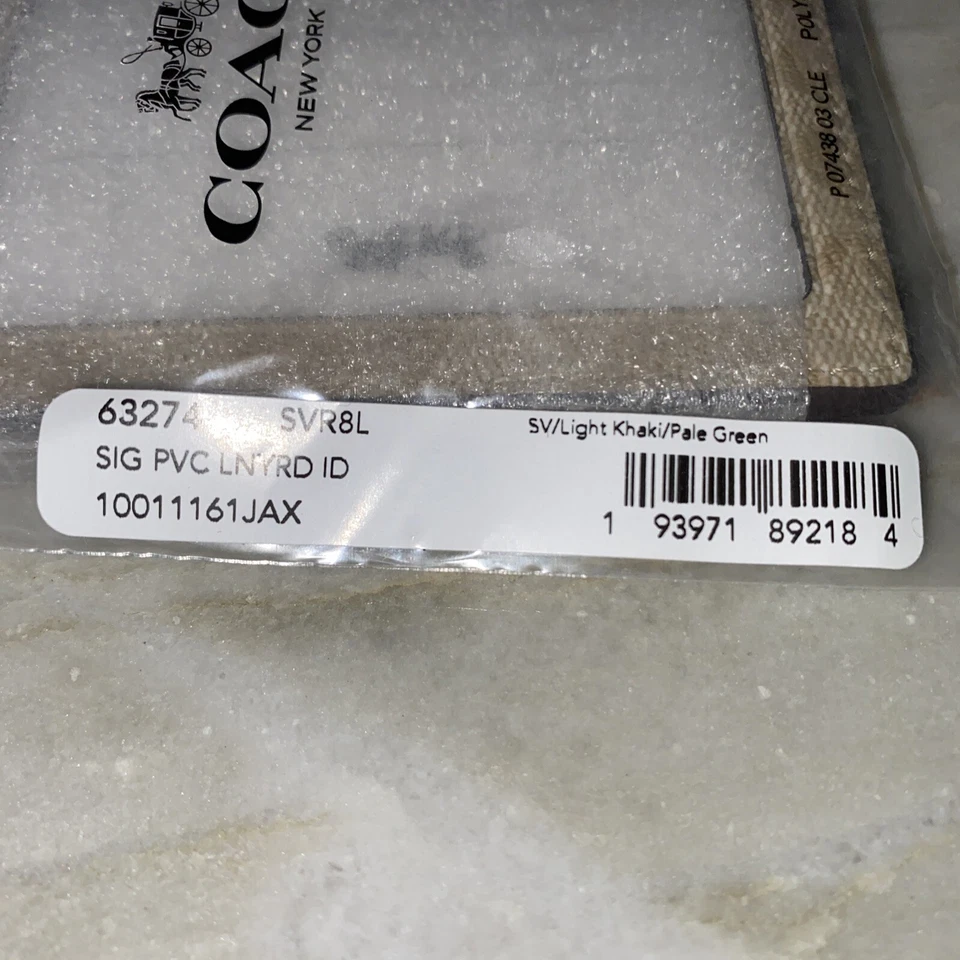 COAC
NEW YORK
P 07438 03 CLE POLY
63274 SVR8L
SIG PVC LNYRD ID
10011161JAX
SV/Light Khaki/Pale Green
1 93971 89218 4